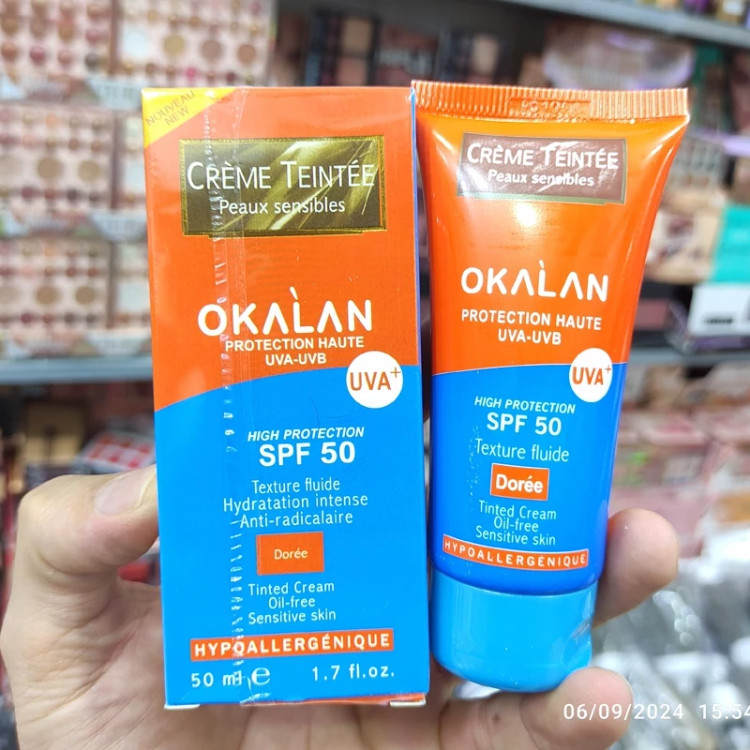 NOUVEAU
NEW
CRÈME TEINTÉE
Peaux sensibles
OKALAN
PROTECTION HAUTE
UVA-UVB
UVA+
HIGH PROTECTION
SPF 50
Texture fluide
Hydratation intense
Anti-radicalaire
Dorée
Tinted Cream
Oil-free
Sensitive skin
HYPOALLERGÉNIQUE
50 ml e 1.7 fl.oz.
CRÈME TEINTÉE
Peaux sensibles
OKALAN
PROTECTION HAUTE
UVA-UVB
UVA+
HIGH PROTECTION
SPF 50
Texture fluide
Dorée
Tinted Cream
Oil-free
Sensitive skin
HYPOALLERGÉNIQUE
06/09/2024 15:54